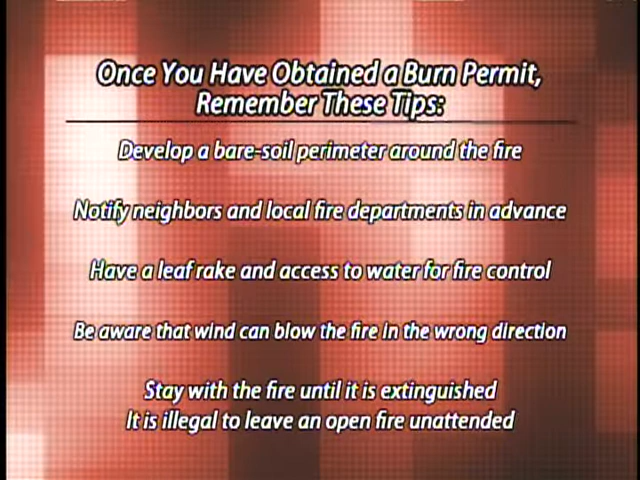 Once You Have Obtained a Burn Permit,
Remember These Tips:
Develop a bare-soil perimeter around the fire
Notify neighbors and local fire departments in advance
Have a leaf rake and access to water for fire control
Be aware that wind can blow the fire in the wrong direction
Stay with the fire until it is extinguished
It is illegal to leave an open fire unattended